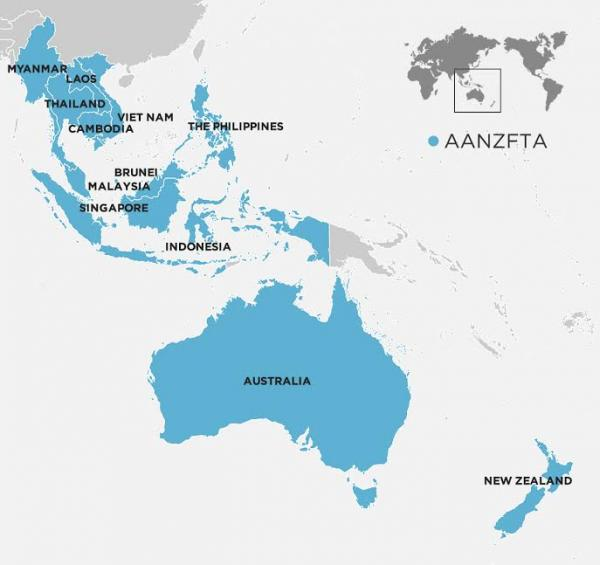 MYANMAR
LAOS
THAILAND
VIET NAM
CAMBODIA
THE PHILIPPINES
AANZFTA
BRUNEI
MALAYSIA
SINGAPORE
INDONESIA
AUSTRALIA
NEW ZEALAND